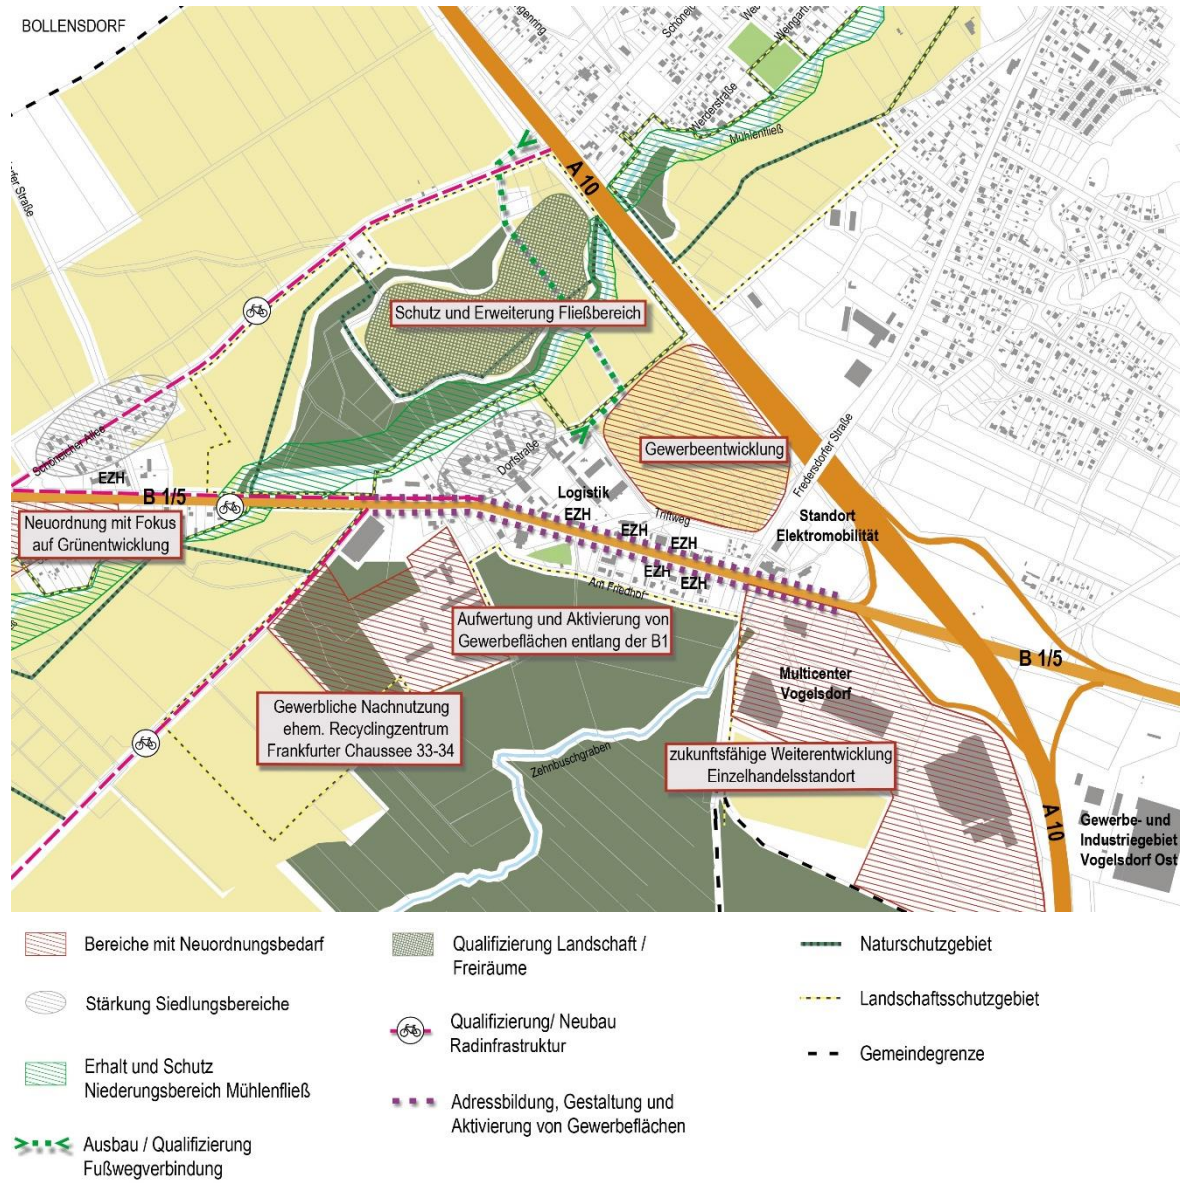 BOLLENSDORF
Werderstraße
Mühlenfließ
A 10
Schutz und Erweiterung Fließbereich
Schöneicher Allee
EZH
B 1/5
Neuordnung mit Fokus
auf Grünentwicklung
Dorfstraße
Gewerbeentwicklung
Fredersdorfer Straße
Logistik
EZH
Triftweg
EZH
EZH
EZH
EZH
Standort
Elektromobilität
Am Friedhof
Aufwertung und Aktivierung von
Gewerbeflächen entlang der B1
B 1/5
Multicenter
Vogelsdorf
Gewerbliche Nachnutzung
ehem. Recyclingzentrum
Frankfurter Chaussee 33-34
Zehnbuschgraben
zukunftsfähige Weiterentwicklung
Einzelhandelsstandort
A 10
Gewerbe- und
Industriegebiet
Vogelsdorf Ost
Bereiche mit Neuordnungsbedarf
Stärkung Siedlungsbereiche
Erhalt und Schutz
Niederungsbereich Mühlenfließ
Ausbau / Qualifizierung
Fußwegverbindung
Qualifizierung Landschaft /
Freiräume
Qualifizierung/ Neubau
Radinfrastruktur
Adressbildung, Gestaltung und
Aktivierung von Gewerbeflächen
Naturschutzgebiet
Landschaftsschutzgebiet
Gemeindegrenze